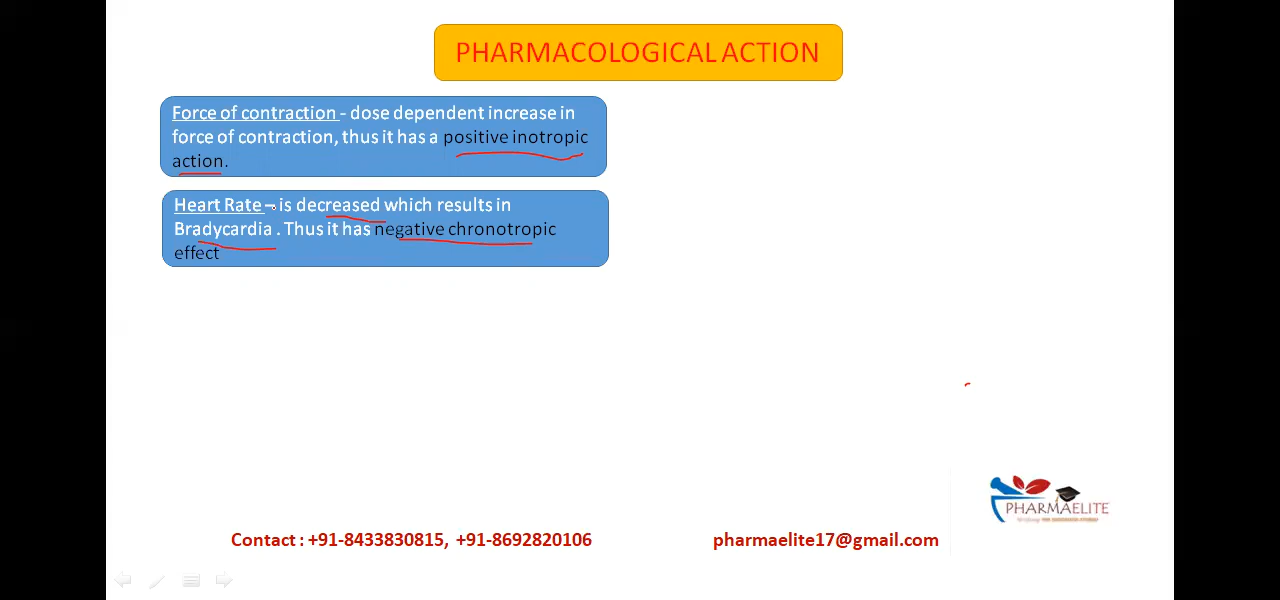 PHARMACOLOGICAL ACTION
Force of contraction - dose dependent increase in
force of contraction, thus it has a positive inotropic
action.
Heart Rate – is decreased which results in
Bradycardia . Thus it has negative chronotropic
effect
PHARMAELITE
Contact : +91-8433830815, +91-8692820106
pharmaelite17@gmail.com